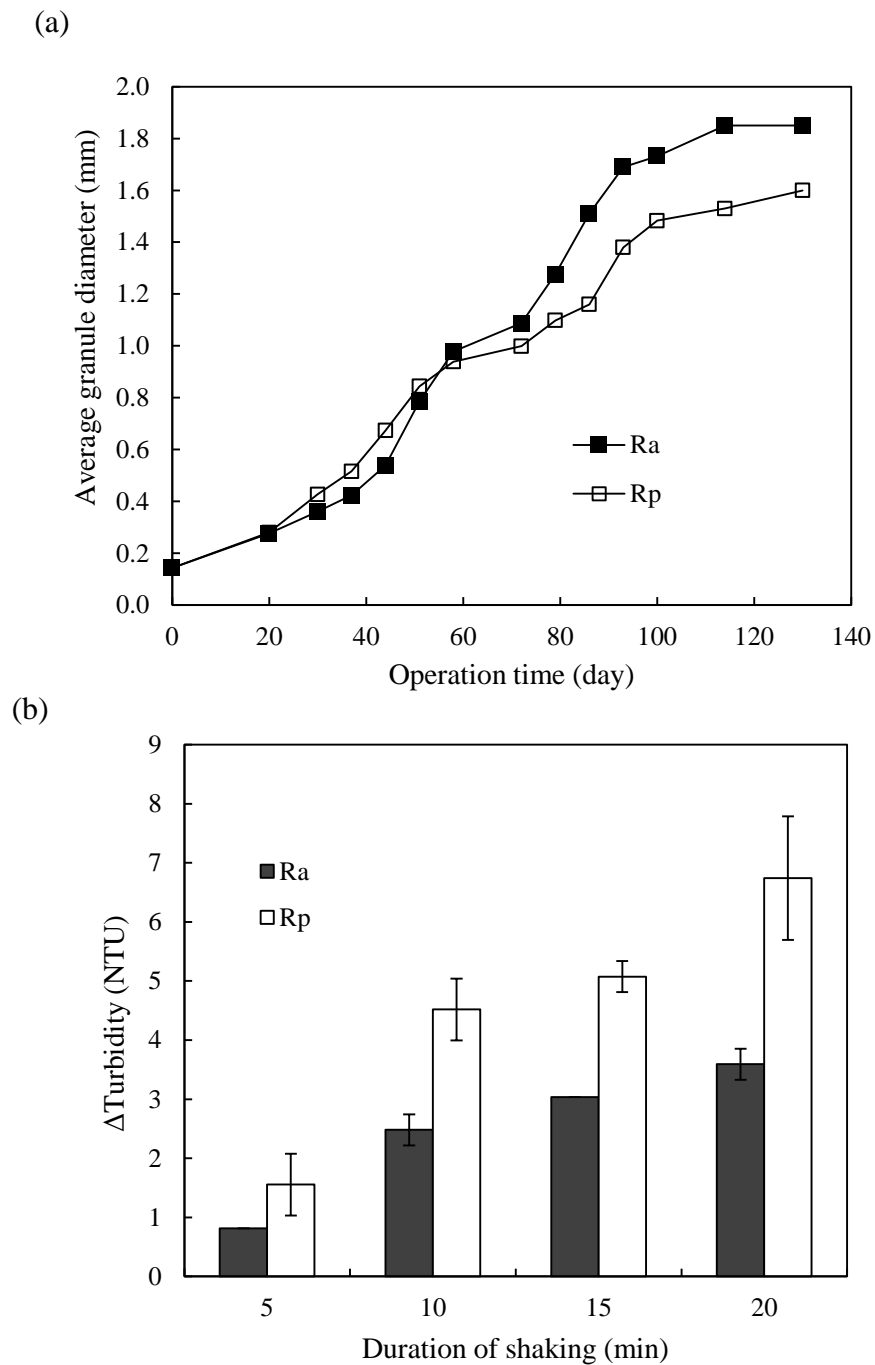 (a)
2.0
1.8
1.6
1.4
1.2
1.0
0.8
0.6
0.4
0.2
0.0
Average granule diameter (mm)
Ra
Rp
0 20 40 60 80 100 120 140
Operation time (day)
(b)
9
8
7
6
5
4
3
2
1
0
ΔTurbidity (NTU)
Ra
Rp
5 10 15 20
Duration of shaking (min)